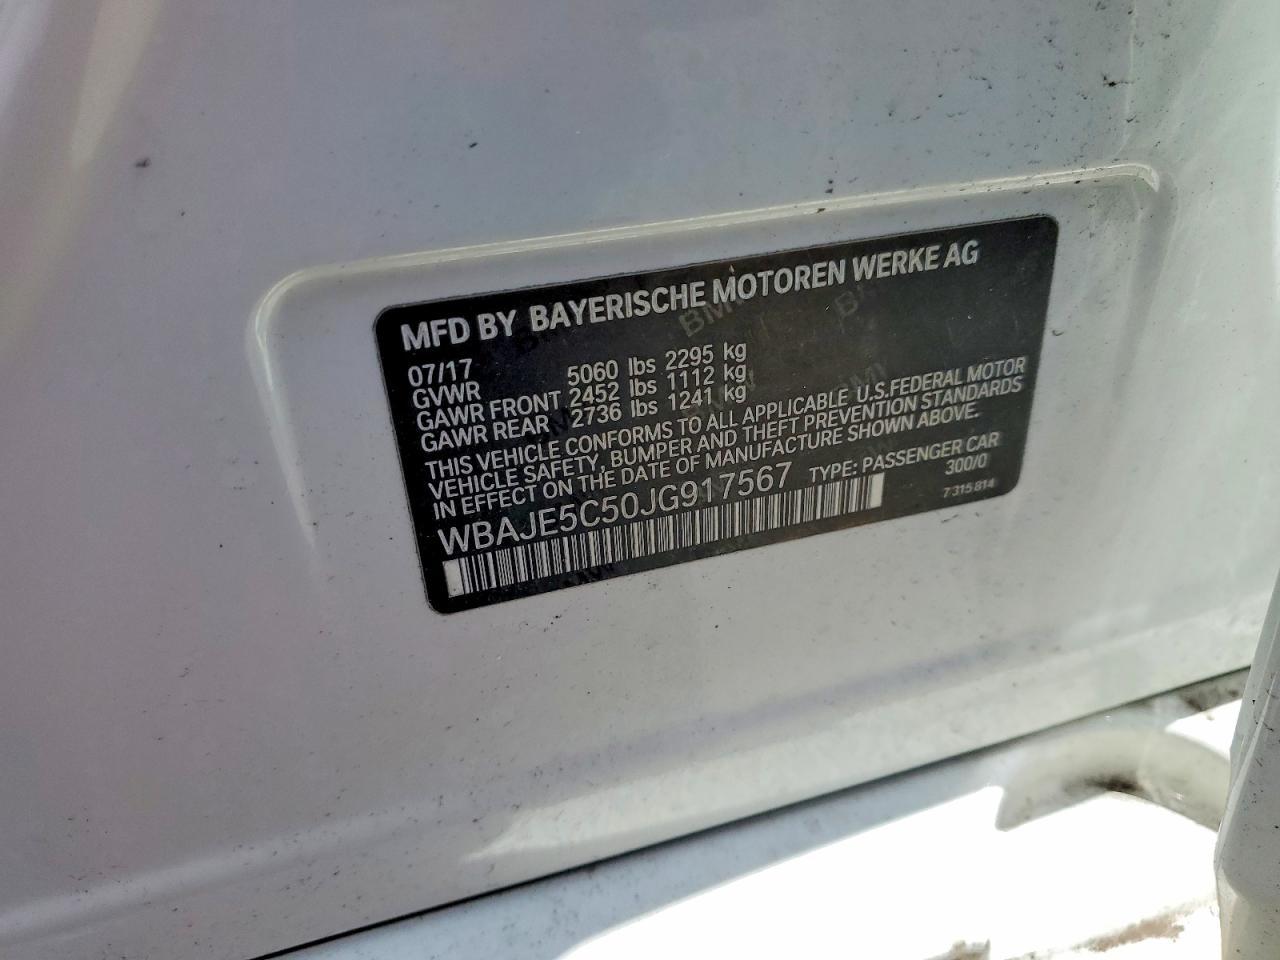 MFD BY BAYERISCHE MOTOREN WERKE AG
07/17
GVWR 5060 lbs 2295 kg
GAWR FRONT 2452 lbs 1112 kg
GAWR REAR 2736 lbs 1241 kg
THIS VEHICLE CONFORMS TO ALL APPLICABLE U.S.FEDERAL MOTOR
VEHICLE SAFETY, BUMPER AND THEFT PREVENTION STANDARDS
IN EFFECT ON THE DATE OF MANUFACTURE SHOWN ABOVE.
WBAJE5C50JG917567 TYPE: PASSENGER CAR
300/0
7 315 814